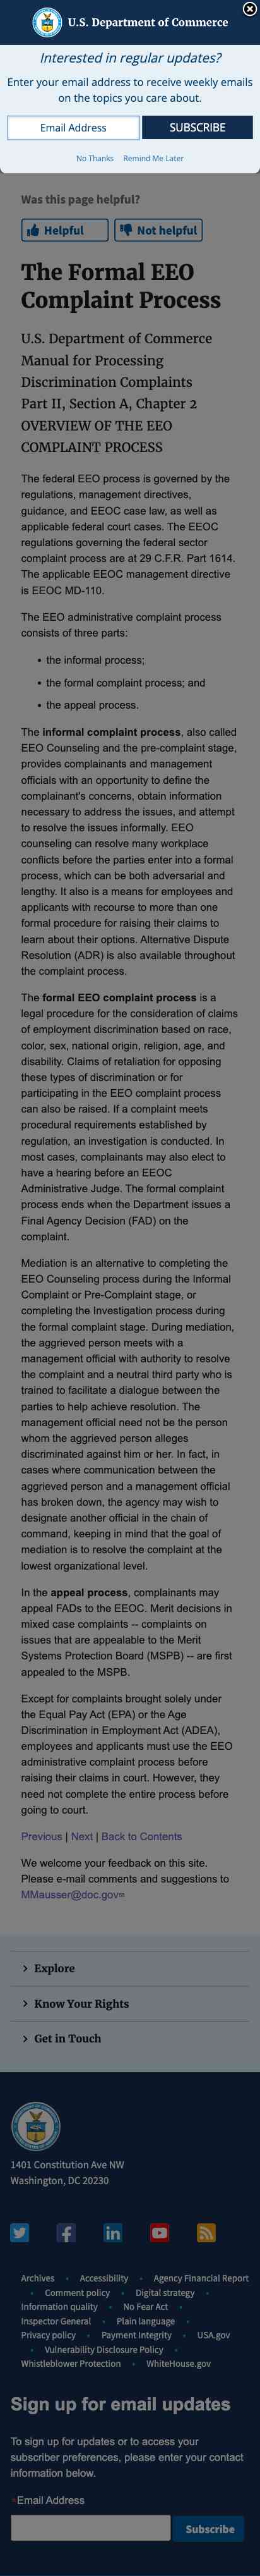 U.S. Department of Commerce
Interested in regular updates?
Enter your email address to receive weekly emails
on the topics you care about.
Email Address
SUBSCRIBE
No Thanks Remind Me Later
Was this page helpful?
Helpful
Not helpful
The Formal EEO
Complaint Process
U.S. Department of Commerce
Manual for Processing
Discrimination Complaints
Part II, Section A, Chapter 2
OVERVIEW OF THE EEO
COMPLAINT PROCESS
The federal EEO process is governed by the
regulations, management directives,
guidance, and EEOC case law, as well as
applicable federal court cases. The EEOC
regulations governing the federal sector
complaint process are at 29 C.F.R. Part 1614.
The applicable EEOC management directive
is EEOC MD-110.
The EEO administrative complaint process
consists of three parts:
• the informal process;
• the formal complaint process; and
• the appeal process.
The informal complaint process, also called
EEO Counseling and the pre-complaint stage,
provides complainants and management
officials with an opportunity to define the
complainant's concerns, obtain information
necessary to address the issues, and attempt
to resolve the issues informally. EEO
counseling can resolve many workplace
conflicts before the parties enter into a formal
process, which can be both adversarial and
lengthy. It also is a means for employees and
applicants with recourse to more than one
formal procedure for raising their claims to
learn about their options. Alternative Dispute
Resolution (ADR) is also available throughout
the complaint process.
The formal EEO complaint process is a
legal procedure for the consideration of claims
of employment discrimination based on race,
color, sex, national origin, religion, age, and
disability. Claims of retaliation for opposing
these types of discrimination or for
participating in the EEO complaint process
can also be raised. If a complaint meets
procedural requirements established by
regulation, an investigation is conducted. In
most cases, complainants may also elect to
have a hearing before an EEOC
Administrative Judge. The formal complaint
process ends when the Department issues a
Final Agency Decision (FAD) on the
complaint.
Mediation is an alternative to completing the
EEO Counseling process during the Informal
Complaint or Pre-Complaint stage, or
completing the Investigation process during
the formal complaint stage. During mediation,
the aggrieved person meets with a
management official with authority to resolve
the complaint and a neutral third party who is
trained to facilitate a dialogue between the
parties to help achieve resolution. The
management official need not be the person
whom the aggrieved person alleges
discriminated against him or her. In fact, in
cases where communication between the
aggrieved person and a management official
has broken down, the agency may wish to
designate another official in the chain of
command, keeping in mind that the goal of
mediation is to resolve the complaint at the
lowest organizational level.
In the appeal process, complainants may
appeal FADs to the EEOC. Merit decisions in
mixed case complaints -- complaints on
issues that are appealable to the Merit
Systems Protection Board (MSPB) -- are first
appealed to the MSPB.
Except for complaints brought solely under
the Equal Pay Act (EPA) or the Age
Discrimination in Employment Act (ADEA),
employees and applicants must use the EEO
administrative complaint process before
raising their claims in court. However, they
need not complete the entire process before
going to court.
Previous | Next | Back to Contents
We welcome your feedback on this site.
Please e-mail comments and suggestions to
MMausser@doc.gov
Explore
Know Your Rights
Get in Touch
1401 Constitution Ave NW
Washington, DC 20230
Archives • Accessibility • Agency Financial Report
• Comment policy • Digital strategy •
Information quality • No Fear Act •
Inspector General • Plain language •
Privacy policy • Payment Integrity • USA.gov
• Vulnerability Disclosure Policy •
Whistleblower Protection • WhiteHouse.gov
Sign up for email updates
To sign up for updates or to access your
subscriber preferences, please enter your contact
information below.
*Email Address
Subscribe